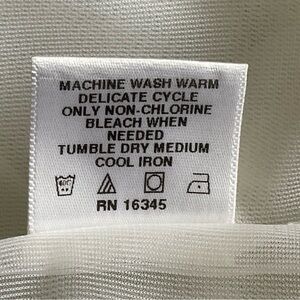 MACHINE WASH WARM
DELICATE CYCLE
ONLY NON-CHLORINE
BLEACH WHEN
NEEDED
TUMBLE DRY MEDIUM
COOL IRON
RN 16345